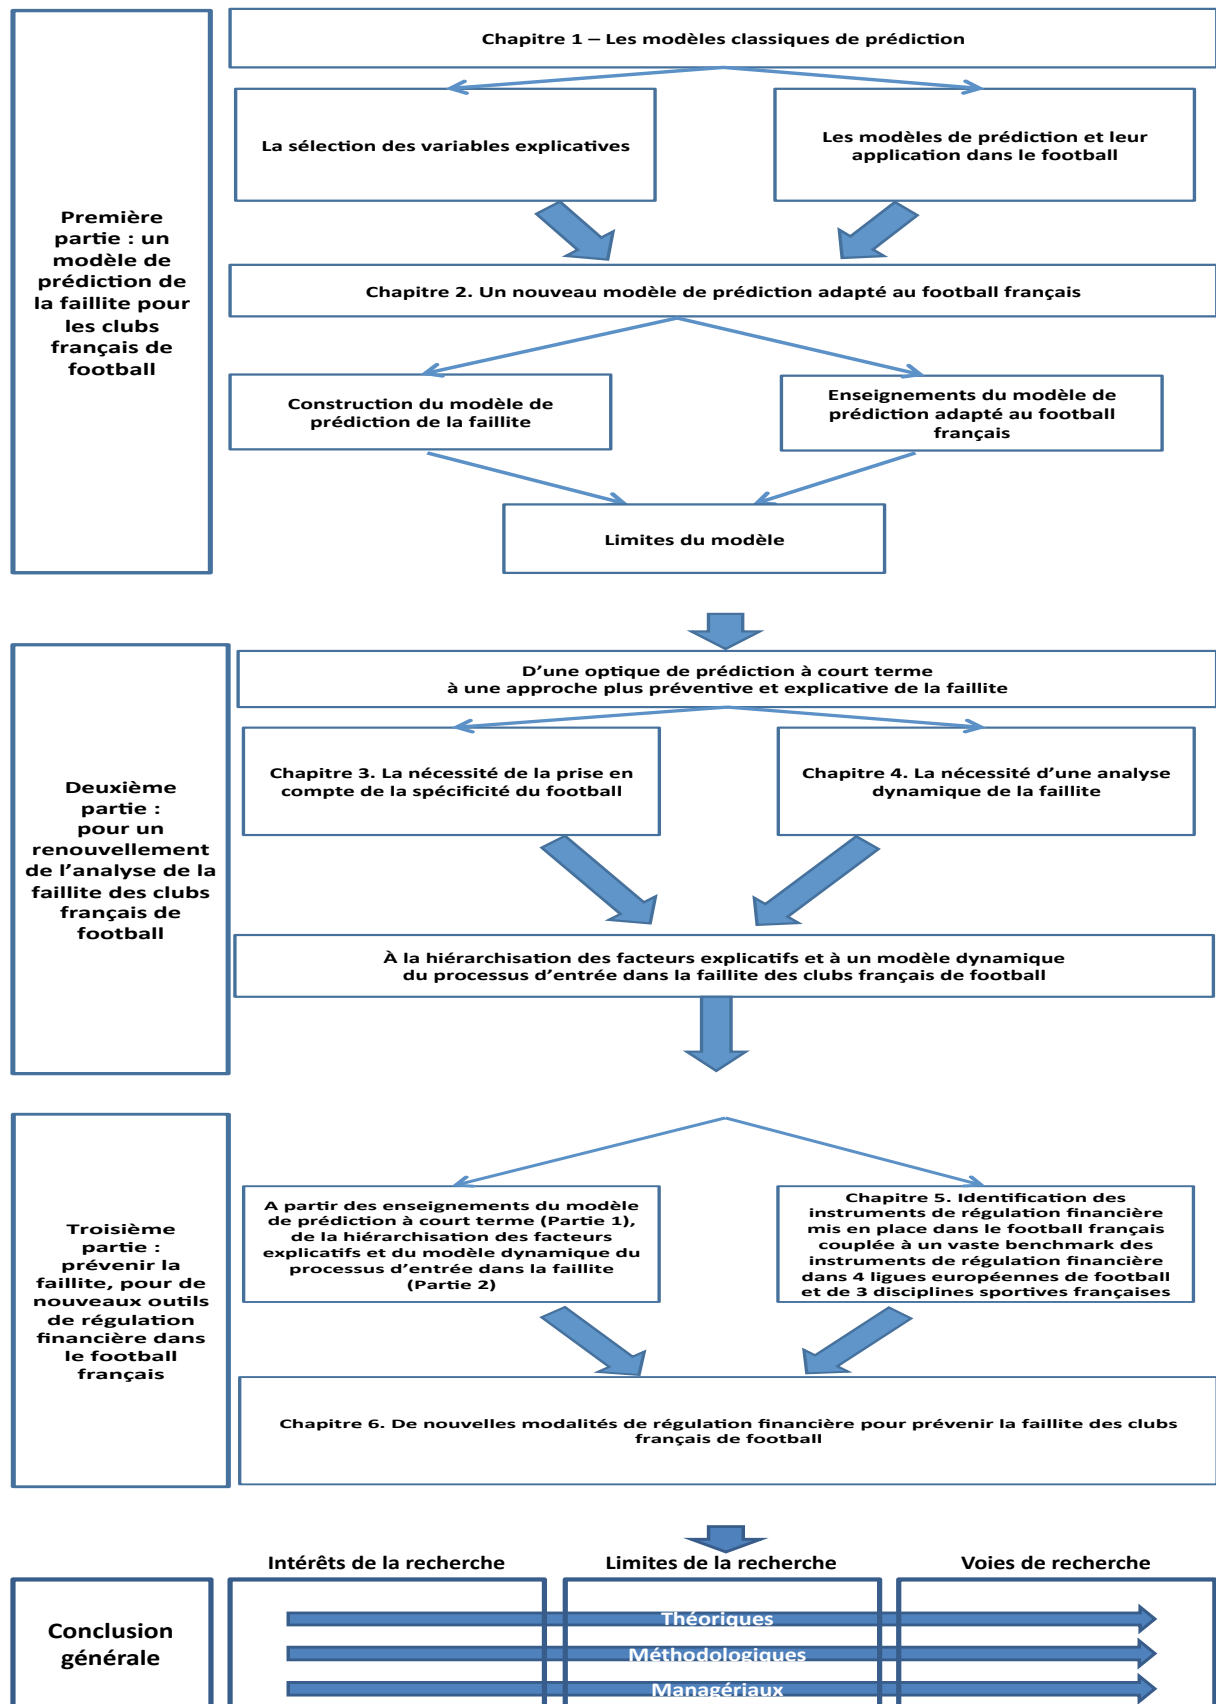 Chapitre 1 – Les modèles classiques de prédiction
La sélection des variables explicatives
Les modèles de prédiction et leur
application dans le football
Première
partie : un
modèle de
prédiction de
la faillite pour
les clubs
français de
football
Chapitre 2. Un nouveau modèle de prédiction adapté au football français
Construction du modèle de
prédiction de la faillite
Enseignements du modèle de
prédiction adapté au football
français
Limites du modèle
D’une optique de prédiction à court terme
à une approche plus préventive et explicative de la faillite
Deuxième
partie :
pour un
renouvellement
de l’analyse de la
faillite des clubs
français de
football
Chapitre 3. La nécessité de la prise en
compte de la spécificité du football
Chapitre 4. La nécessité d’une analyse
dynamique de la faillite
À la hiérarchisation des facteurs explicatifs et à un modèle dynamique
du processus d’entrée dans la faillite des clubs français de football
Troisième
partie :
prévenir la
faillite, pour de
nouveaux outils
de régulation
financière dans
le football
français
A partir des enseignements du modèle
de prédiction à court terme (Partie 1),
de la hiérarchisation des facteurs
explicatifs et du modèle dynamique du
processus d’entrée dans la faillite
(Partie 2)
Chapitre 5. Identification des
instruments de régulation financière
mis en place dans le football français
couplée à un vaste benchmark des
instruments de régulation financière
dans 4 ligues européennes de football
et de 3 disciplines sportives françaises
Chapitre 6. De nouvelles modalités de régulation financière pour prévenir la faillite des clubs
français de football
Intérêts de la recherche
Limites de la recherche
Voies de recherche
Conclusion
générale
Théoriques
Méthodologiques
Managériaux